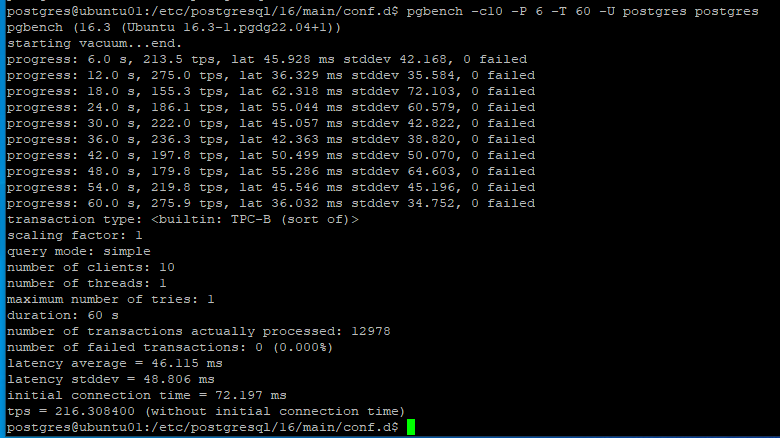 postgres@ubuntu01:/etc/postgresql/16/main/conf.d$ pgbench -c10 -P 6 -T 60 -U postgres postgres
pgbench (16.3 (Ubuntu 16.3-1.pgdg22.04+1))
starting vacuum...end.
progress: 6.0 s, 213.5 tps, lat 45.928 ms stddev 42.168, 0 failed
progress: 12.0 s, 275.0 tps, lat 36.329 ms stddev 35.584, 0 failed
progress: 18.0 s, 155.3 tps, lat 62.318 ms stddev 72.103, 0 failed
progress: 24.0 s, 186.1 tps, lat 55.044 ms stddev 60.579, 0 failed
progress: 30.0 s, 222.0 tps, lat 45.057 ms stddev 42.822, 0 failed
progress: 36.0 s, 236.3 tps, lat 42.363 ms stddev 38.820, 0 failed
progress: 42.0 s, 197.8 tps, lat 50.499 ms stddev 50.070, 0 failed
progress: 48.0 s, 179.8 tps, lat 55.286 ms stddev 64.603, 0 failed
progress: 54.0 s, 219.8 tps, lat 45.546 ms stddev 45.196, 0 failed
progress: 60.0 s, 275.9 tps, lat 36.032 ms stddev 34.752, 0 failed
transaction type: <builtin: TPC-B (sort of)>
scaling factor: 1
query mode: simple
number of clients: 10
number of threads: 1
maximum number of tries: 1
duration: 60 s
number of transactions actually processed: 12978
number of failed transactions: 0 (0.000%)
latency average = 46.115 ms
latency stddev = 48.806 ms
initial connection time = 72.197 ms
tps = 216.308400 (without initial connection time)
postgres@ubuntu01:/etc/postgresql/16/main/conf.d$